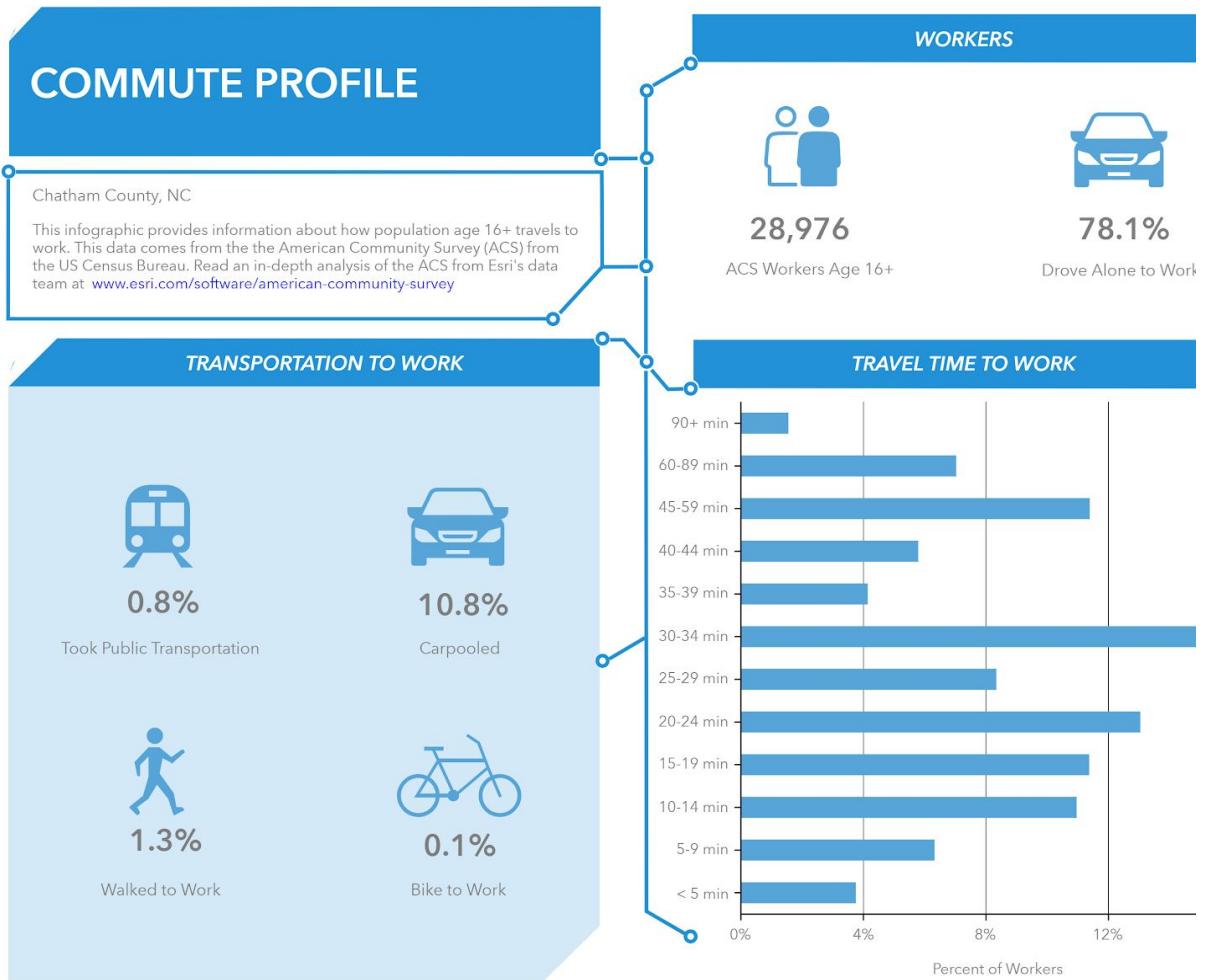 COMMUTE PROFILE
Chatham County, NC
This infographic provides information about how population age 16+ travels to
work. This data comes from the the American Community Survey (ACS) from
the US Census Bureau. Read an in-depth analysis of the ACS from Esri's data
team at www.esri.com/software/american-community-survey
WORKERS
28,976
ACS Workers Age 16+
78.1%
Drove Alone to Work
TRANSPORTATION TO WORK
0.8%
Took Public Transportation
10.8%
Carpooled
1.3%
Walked to Work
0.1%
Bike to Work
TRAVEL TIME TO WORK
90+ min
60-89 min
45-59 min
40-44 min
35-39 min
30-34 min
25-29 min
20-24 min
15-19 min
10-14 min
5-9 min
< 5 min
0%
4%
8%
12%
Percent of Workers